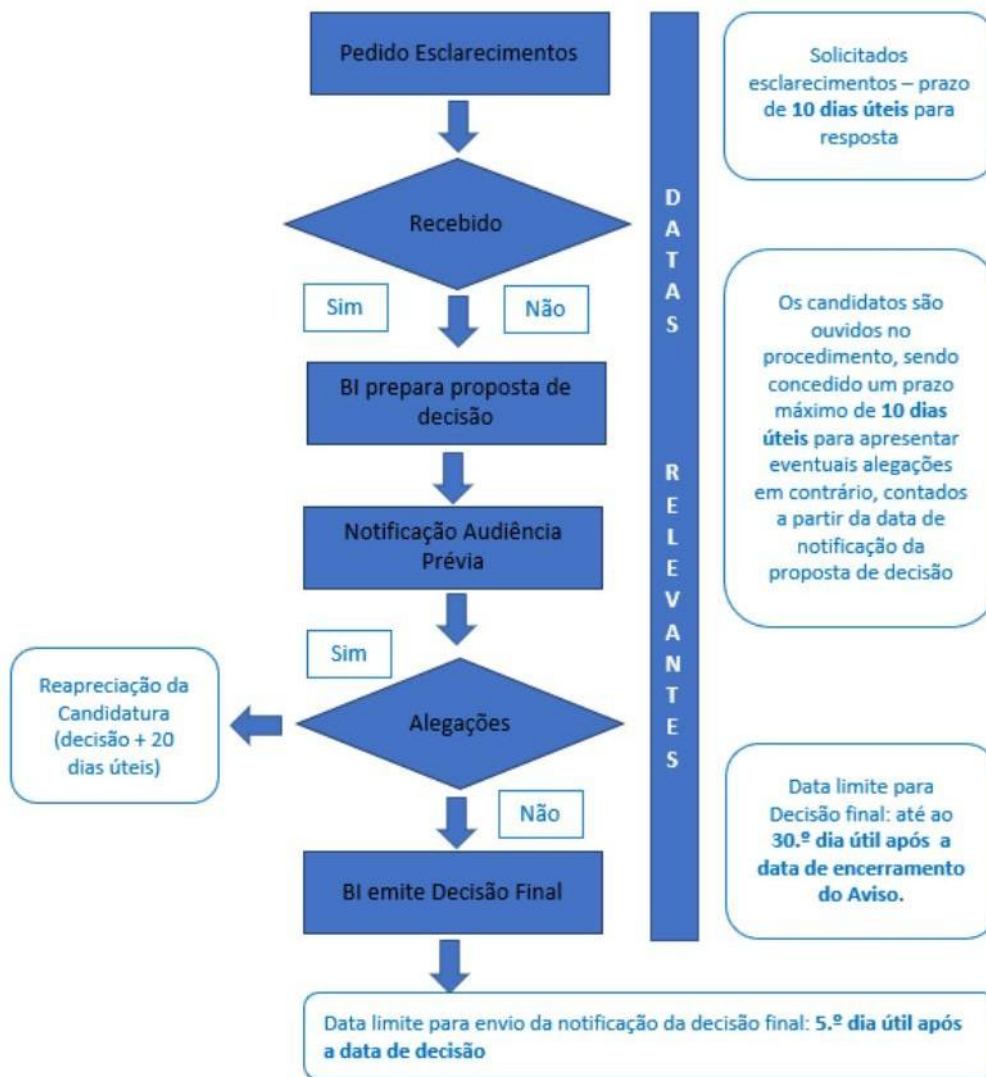 Pedido Esclarecimentos
Solicitados
esclarecimentos – prazo
de 10 dias úteis para
resposta
Recebido
Sim
Não
BI prepara proposta de
decisão
Notificação Audiência
Prévia
Sim
Alegações
Reapreciação da
Candidatura
(decisão + 20
dias úteis)
Não
BI emite Decisão Final
DATAS RELEVANTES
Os candidatos são
ouvidos no
procedimento, sendo
concedido um prazo
máximo de 10 dias
úteis para apresentar
eventuais alegações
em contrário, contados
a partir da data de
notificação da
proposta de decisão
Data limite para
Decisão final: até ao
30.º dia útil após a
data de encerramento
do Aviso.
Data limite para envio da notificação da decisão final: 5.º dia útil após
a data de decisão